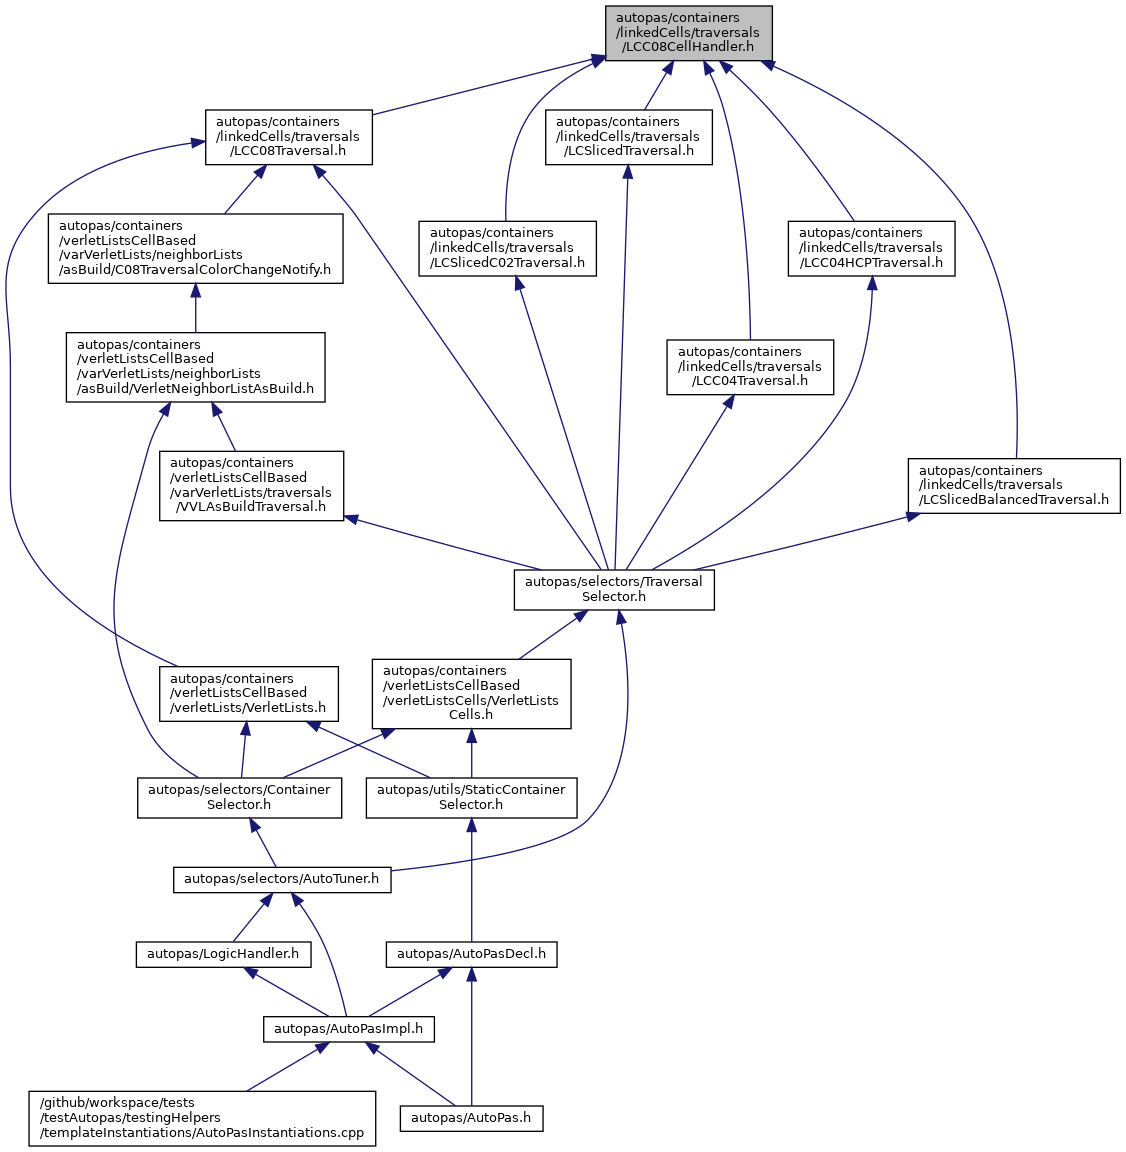 autopas/containers
/linkedCells/traversals
/LCC08CellHandler.h
autopas/containers
/linkedCells/traversals
/LCC08Traversal.h
autopas/containers
/linkedCells/traversals
/LCSlicedTraversal.h
autopas/containers
/verletListsCellBased
/varVerletLists/neighborLists
/asBuild/C08TraversalColorChangeNotify.h
autopas/containers
/linkedCells/traversals
/LCSlicedC02Traversal.h
autopas/containers
/linkedCells/traversals
/LCC04HCPTraversal.h
autopas/containers
/verletListsCellBased
/varVerletLists/neighborLists
/asBuild/VerletNeighborListAsBuild.h
autopas/containers
/linkedCells/traversals
/LCC04Traversal.h
autopas/containers
/verletListsCellBased
/varVerletLists/traversals
/VVLAsBuildTraversal.h
autopas/containers
/linkedCells/traversals
/LCSlicedBalancedTraversal.h
autopas/selectors/Traversal
Selector.h
autopas/containers
/verletListsCellBased
/verletLists/VerletLists.h
autopas/containers
/verletListsCellBased
/verletListsCells/VerletLists
Cells.h
autopas/selectors/Container
Selector.h
autopas/utils/StaticContainer
Selector.h
autopas/selectors/AutoTuner.h
autopas/LogicHandler.h
autopas/AutoPasDecl.h
autopas/AutoPasImpl.h
/github/workspace/tests
/testAutopas/testingHelpers
/templateInstantiations/AutoPasInstantiations.cpp
autopas/AutoPas.h